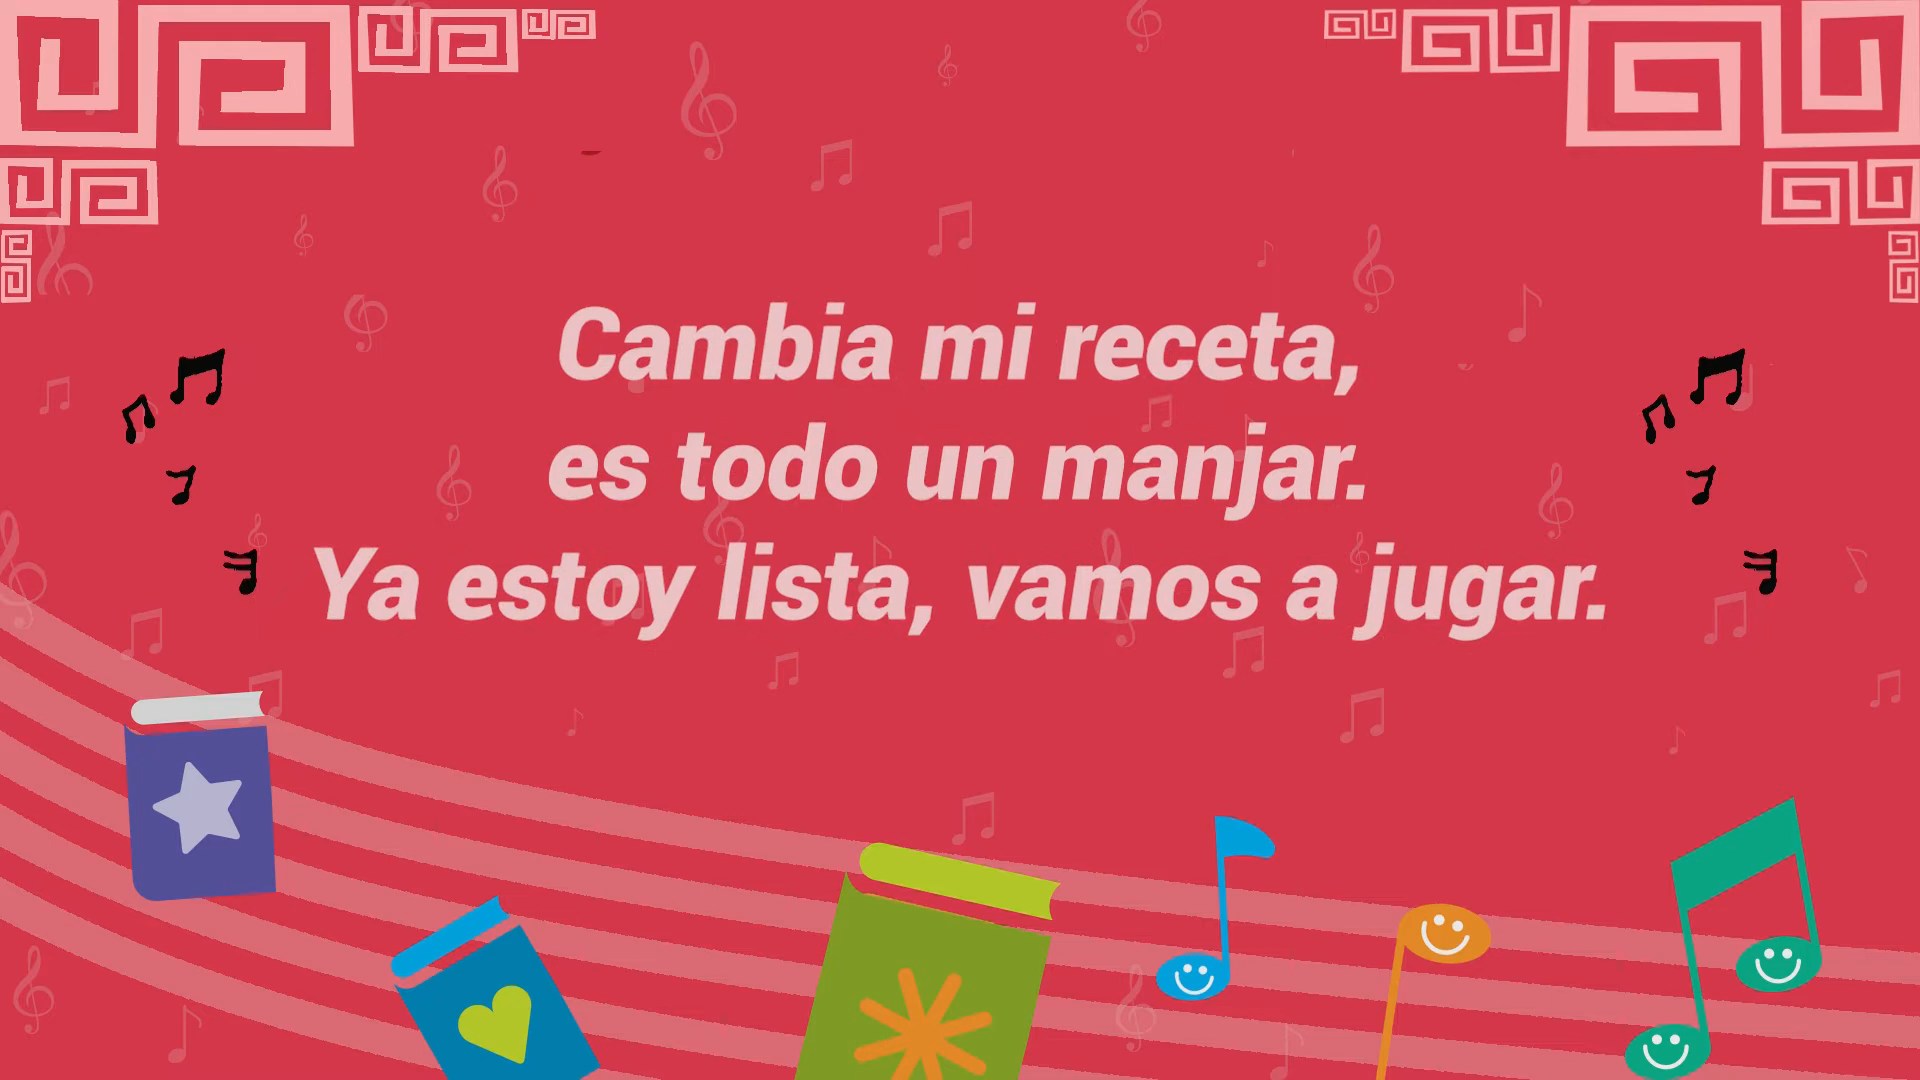 Cambia mi receta,
es todo un manjar.
Ya estoy lista, vamos a jugar.